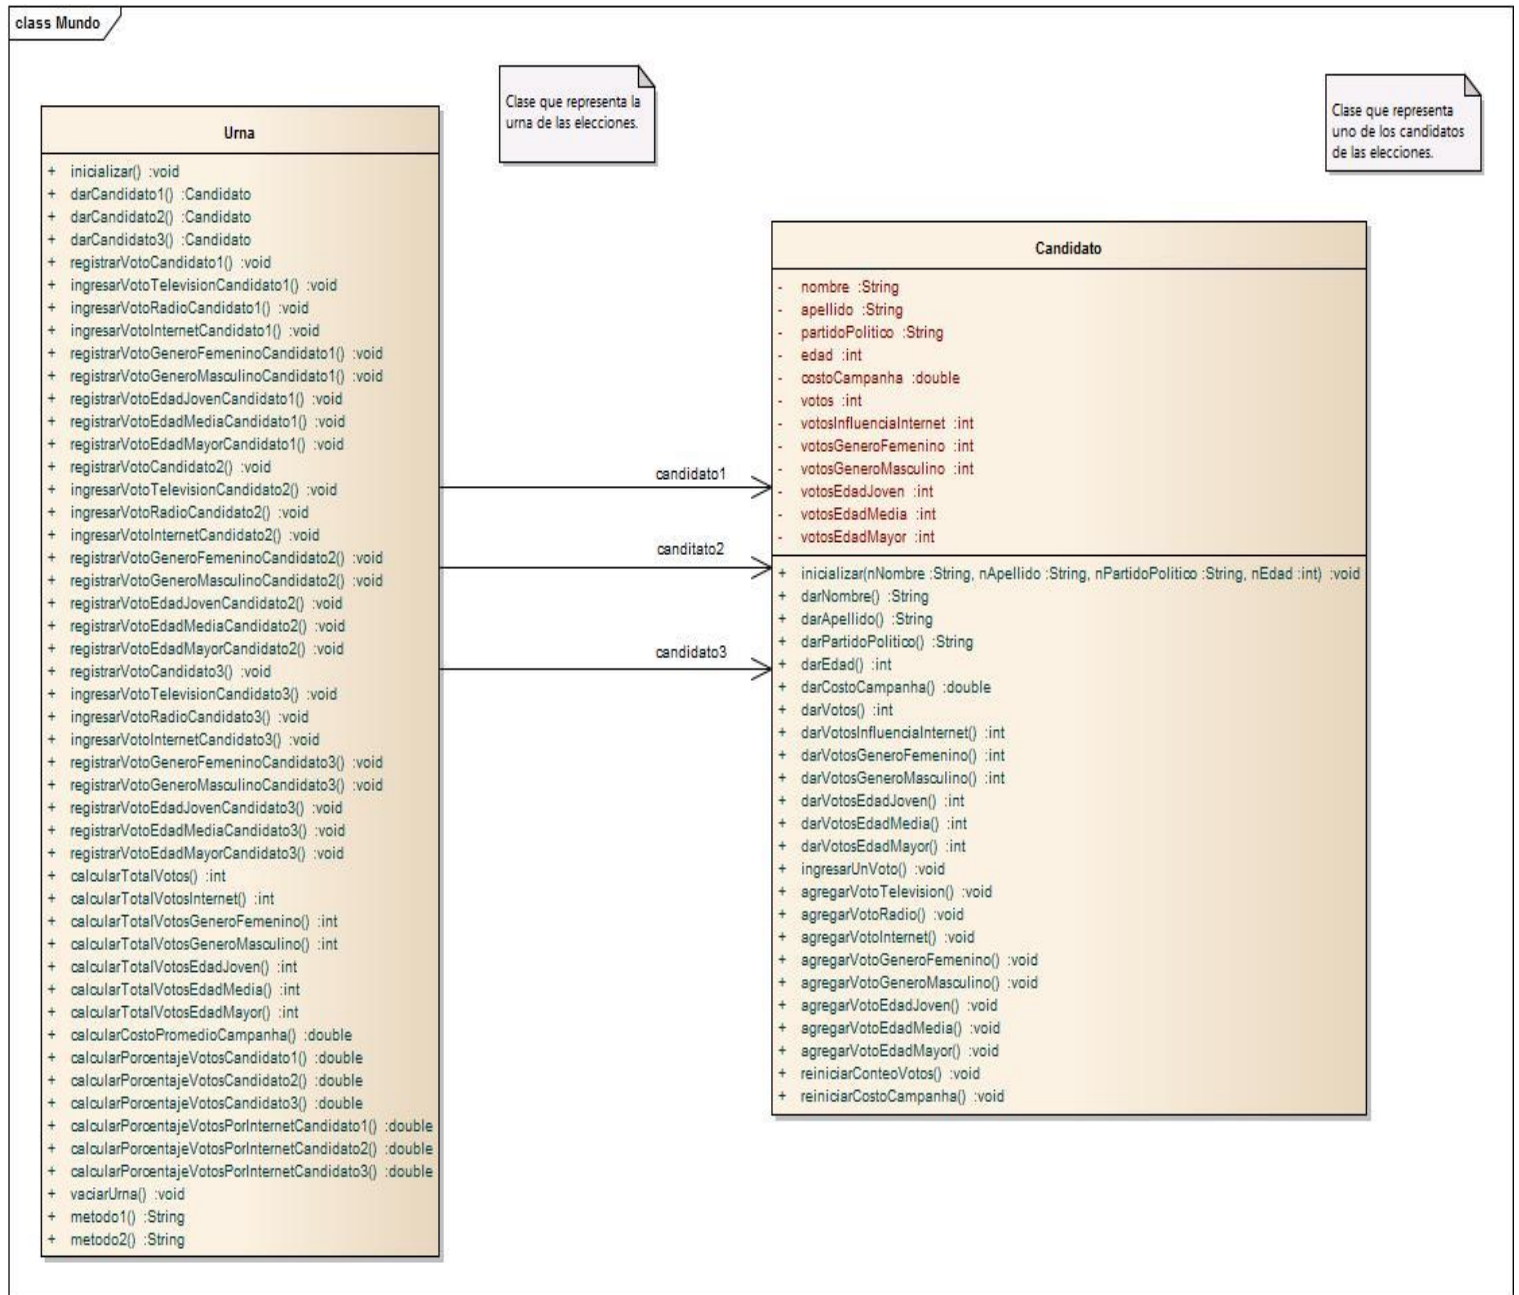 class Mundo
Clase que representa la
urna de las elecciones.
Clase que representa
uno de los candidatos
de las elecciones.
Urna
+ inicializar() :void
+ darCandidato1() :Candidato
+ darCandidato2() :Candidato
+ darCandidato3() :Candidato
+ registrarVotoCandidato1() :void
+ ingresarVotoTelevisionCandidato1() :void
+ ingresarVotoRadioCandidato1() :void
+ ingresarVotoInternetCandidato1() :void
+ registrarVotoGeneroFemeninoCandidato1() :void
+ registrarVotoGeneroMasculinoCandidato1() :void
+ registrarVotoEdadJovenCandidato1() :void
+ registrarVotoEdadMediaCandidato1() :void
+ registrarVotoEdadMayorCandidato1() :void
+ registrarVotoCandidato2() :void
+ ingresarVotoTelevisionCandidato2() :void
+ ingresarVotoRadioCandidato2() :void
+ ingresarVotoInternetCandidato2() :void
+ registrarVotoGeneroFemeninoCandidato2() :void
+ registrarVotoGeneroMasculinoCandidato2() :void
+ registrarVotoEdadJovenCandidato2() :void
+ registrarVotoEdadMediaCandidato2() :void
+ registrarVotoEdadMayorCandidato2() :void
+ registrarVotoCandidato3() :void
+ ingresarVotoTelevisionCandidato3() :void
+ ingresarVotoRadioCandidato3() :void
+ ingresarVotoInternetCandidato3() :void
+ registrarVotoGeneroFemeninoCandidato3() :void
+ registrarVotoGeneroMasculinoCandidato3() :void
+ registrarVotoEdadJovenCandidato3() :void
+ registrarVotoEdadMediaCandidato3() :void
+ registrarVotoEdadMayorCandidato3() :void
+ calcularTotalVotos() :int
+ calcularTotalVotosInternet() :int
+ calcularTotalVotosGeneroFemenino() :int
+ calcularTotalVotosGeneroMasculino() :int
+ calcularTotalVotosEdadJoven() :int
+ calcularTotalVotosEdadMedia() :int
+ calcularTotalVotosEdadMayor() :int
+ calcularCostoPromedioCampanha() :double
+ calcularPorcentajeVotosCandidato1() :double
+ calcularPorcentajeVotosCandidato2() :double
+ calcularPorcentajeVotosCandidato3() :double
+ calcularPorcentajeVotosPorInternetCandidato1() :double
+ calcularPorcentajeVotosPorInternetCandidato2() :double
+ calcularPorcentajeVotosPorInternetCandidato3() :double
+ vaciarUrna() :void
+ metodo1() :String
+ metodo2() :String
candidato1
canditato2
candidato3
Candidato
- nombre :String
- apellido :String
- partidoPolitico :String
- edad :int
- costoCampanha :double
- votos :int
- votosInfluenciaInternet :int
- votosGeneroFemenino :int
- votosGeneroMasculino :int
- votosEdadJoven :int
- votosEdadMedia :int
- votosEdadMayor :int
+ inicializar(nNombre :String, nApellido :String, nPartidoPolitico :String, nEdad :int) :void
+ darNombre() :String
+ darApellido() :String
+ darPartidoPolitico() :String
+ darEdad() :int
+ darCostoCampanha() :double
+ darVotos() :int
+ darVotosInfluenciaInternet() :int
+ darVotosGeneroFemenino() :int
+ darVotosGeneroMasculino() :int
+ darVotosEdadJoven() :int
+ darVotosEdadMedia() :int
+ darVotosEdadMayor() :int
+ ingresarUnVoto() :void
+ agregarVotoTelevision() :void
+ agregarVotoRadio() :void
+ agregarVotoInternet() :void
+ agregarVotoGeneroFemenino() :void
+ agregarVotoGeneroMasculino() :void
+ agregarVotoEdadJoven() :void
+ agregarVotoEdadMedia() :void
+ agregarVotoEdadMayor() :void
+ reiniciarConteoVotos() :void
+ reiniciarCostoCampanha() :void